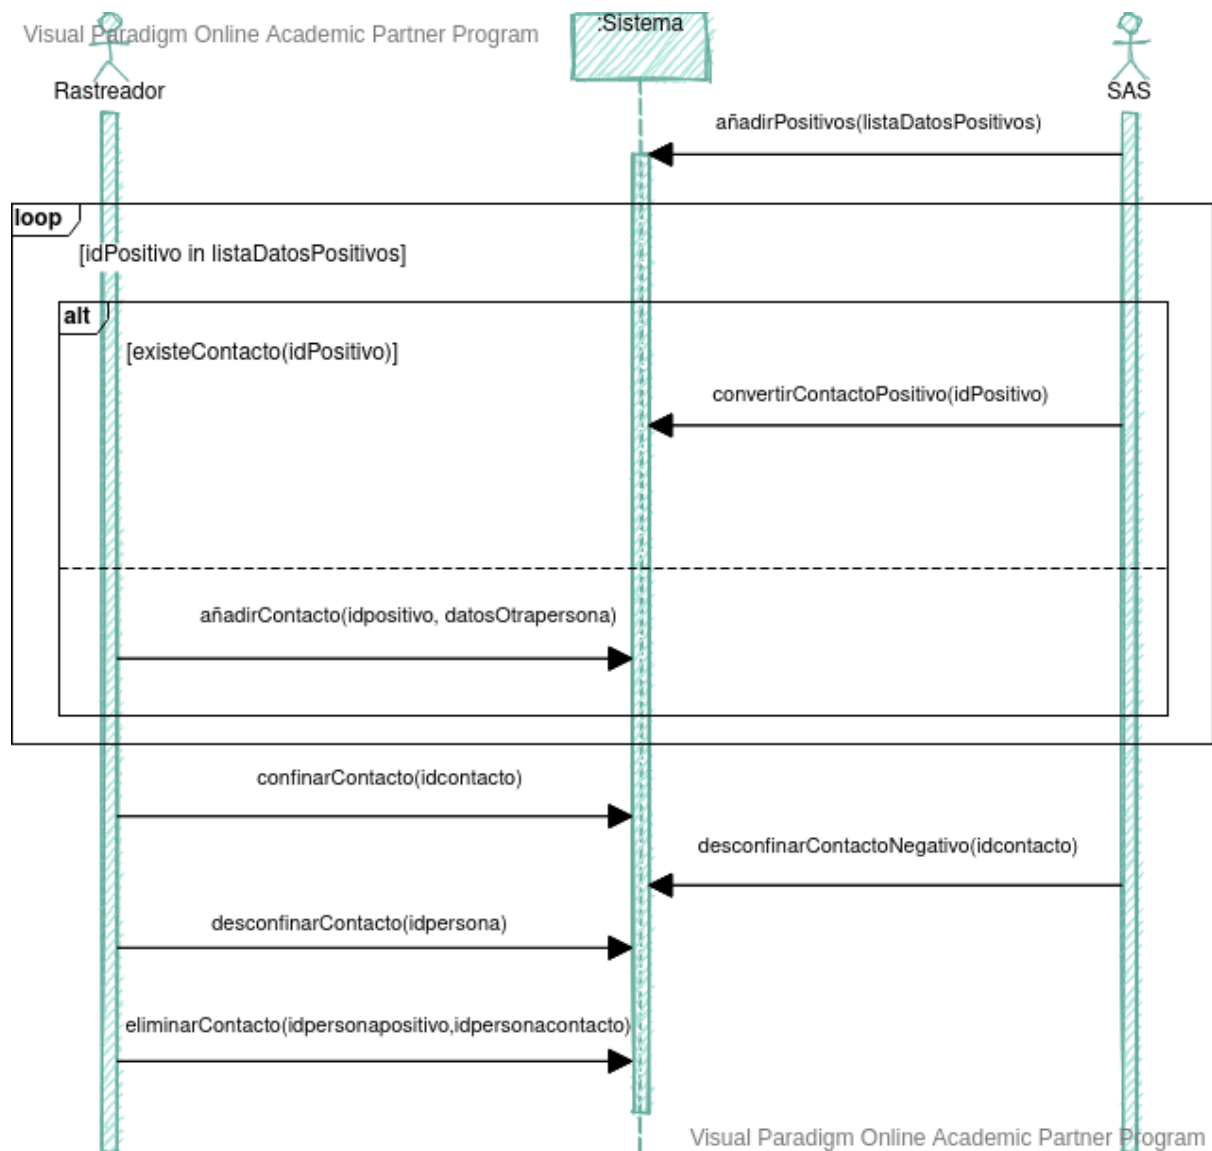 Visual Paradigm Online Academic Partner Program
:Sistema
Rastreador
SAS
añadirPositivos(listaDatosPositivos)
loop
[idPositivo in listaDatosPositivos]
alt
[existeContacto(idPositivo)]
convertirContactoPositivo(idPositivo)
añadirContacto(idpositivo, datosOtrapersona)
confinarContacto(idcontacto)
desconfinarContactoNegativo(idcontacto)
desconfinarContacto(idpersona)
eliminarContacto(idpersonapositivo,idpersonacontacto)
Visual Paradigm Online Academic Partner Program